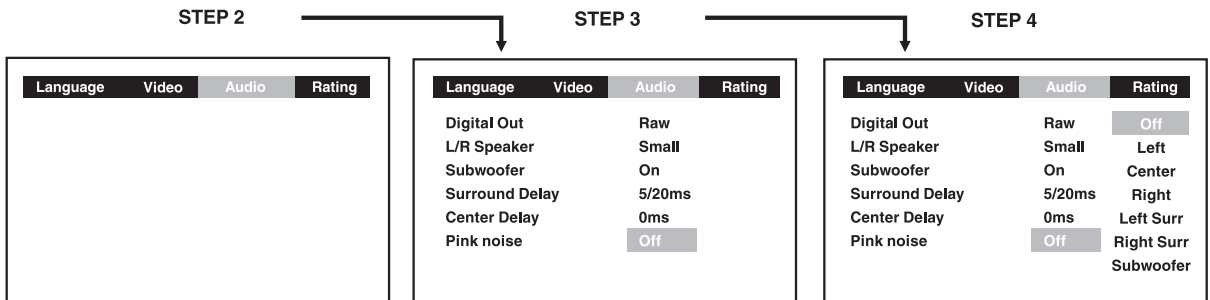 STEP 2
STEP 3
STEP 4
Language Video Audio Rating
Language Video Audio Rating
Digital Out Raw
L/R Speaker Small
Subwoofer On
Surround Delay 5/20ms
Center Delay 0ms
Pink noise Off
Language Video Audio Rating
Digital Out Raw Off
L/R Speaker Small Left
Subwoofer On Center
Surround Delay 5/20ms Right
Center Delay 0ms Left Surr
Pink noise Off Right Surr
Subwoofer